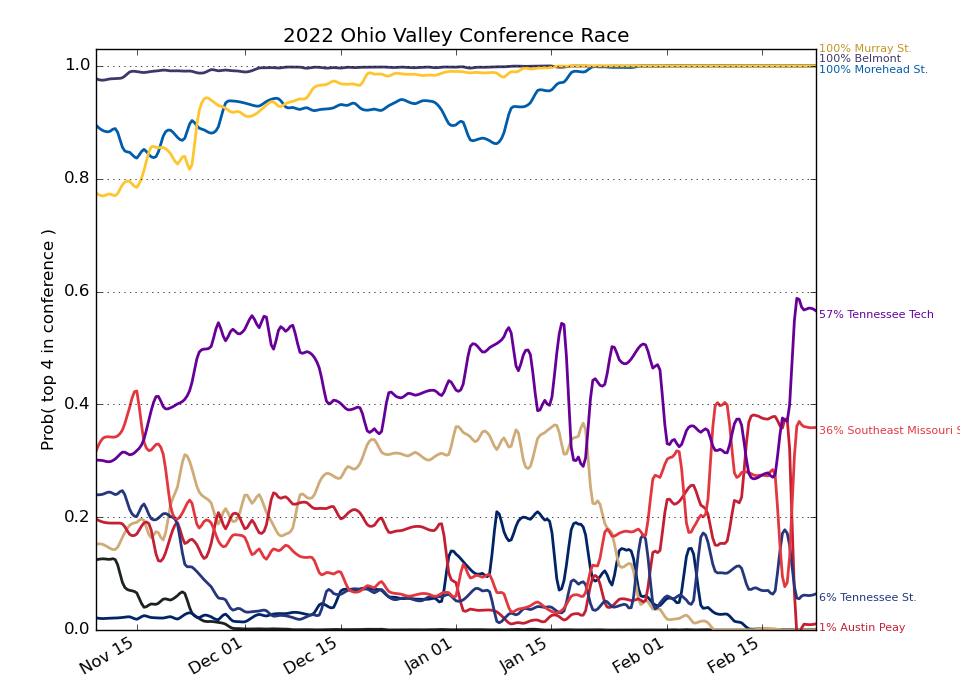 2022 Ohio Valley Conference Race
Prob( top 4 in conference )
1.0
0.8
0.6
0.4
0.2
0.0
Nov 15
Dec 01
Dec 15
Jan 01
Jan 15
Feb 01
Feb 15
100% Murray St.
100% Belmont
100% Morehead St.
57% Tennessee Tech
36% Southeast Missouri S
6% Tennessee St.
1% Austin Peay